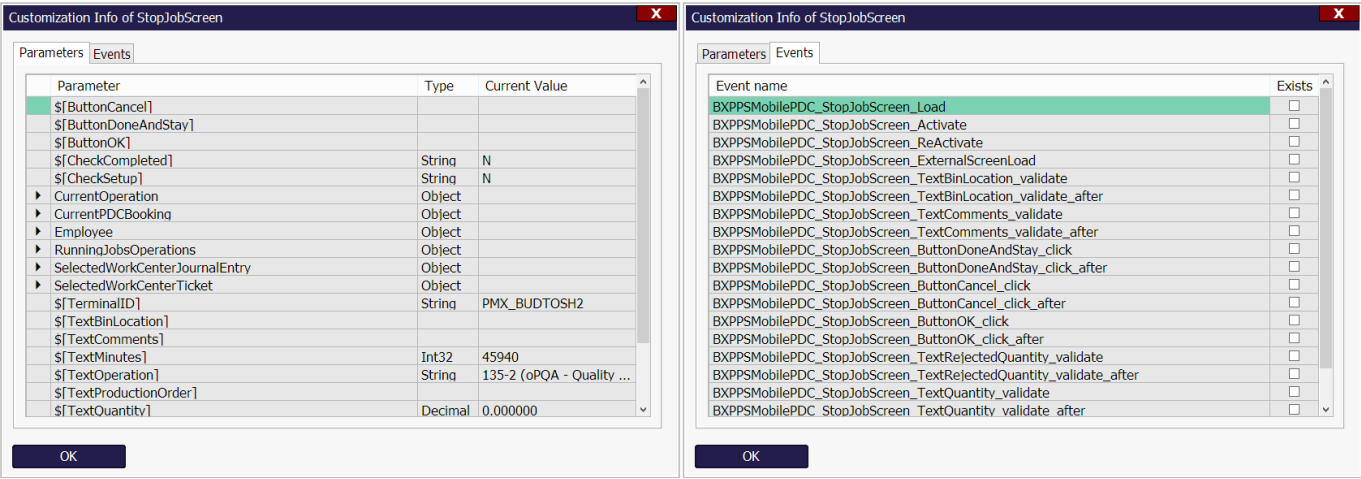 Customization Info of StopJobScreen
X
Parameters Events
Parameter Type Current Value
$[ButtonCancel]
$[ButtonDoneAndStay]
$[ButtonOK]
$[CheckCompleted] String N
$[CheckSetup] String N
CurrentOperation Object
CurrentPDCBooking Object
Employee Object
RunningJobsOperations Object
SelectedWorkCenterJournalEntry Object
SelectedWorkCenterTicket Object
$[TerminalID] String PMX_BUDTOSH2
$[TextBinLocation]
$[TextComments]
$[TextMinutes] Int32 45940
$[TextOperation] String 135-2 (oPQA - Quality ...
$[TextProductionOrder]
$[TextQuantity] Decimal 0.000000
OK
Customization Info of StopJobScreen
X
Parameters Events
Event name Exists
BXPPSMobilePDC_StopJobScreen_Load
BXPPSMobilePDC_StopJobScreen_Activate
BXPPSMobilePDC_StopJobScreen_ReActivate
BXPPSMobilePDC_StopJobScreen_ExternalScreenLoad
BXPPSMobilePDC_StopJobScreen_TextBinLocation_validate
BXPPSMobilePDC_StopJobScreen_TextBinLocation_validate_after
BXPPSMobilePDC_StopJobScreen_TextComments_validate
BXPPSMobilePDC_StopJobScreen_TextComments_validate_after
BXPPSMobilePDC_StopJobScreen_ButtonDoneAndStay_click
BXPPSMobilePDC_StopJobScreen_ButtonDoneAndStay_click_after
BXPPSMobilePDC_StopJobScreen_ButtonCancel_click
BXPPSMobilePDC_StopJobScreen_ButtonCancel_click_after
BXPPSMobilePDC_StopJobScreen_ButtonOK_click
BXPPSMobilePDC_StopJobScreen_ButtonOK_click_after
BXPPSMobilePDC_StopJobScreen_TextRejectedQuantity_validate
BXPPSMobilePDC_StopJobScreen_TextRejectedQuantity_validate_after
BXPPSMobilePDC_StopJobScreen_TextQuantity_validate
BXPPSMobilePDC_StopJobScreen_TextQuantity_validate_after
OK